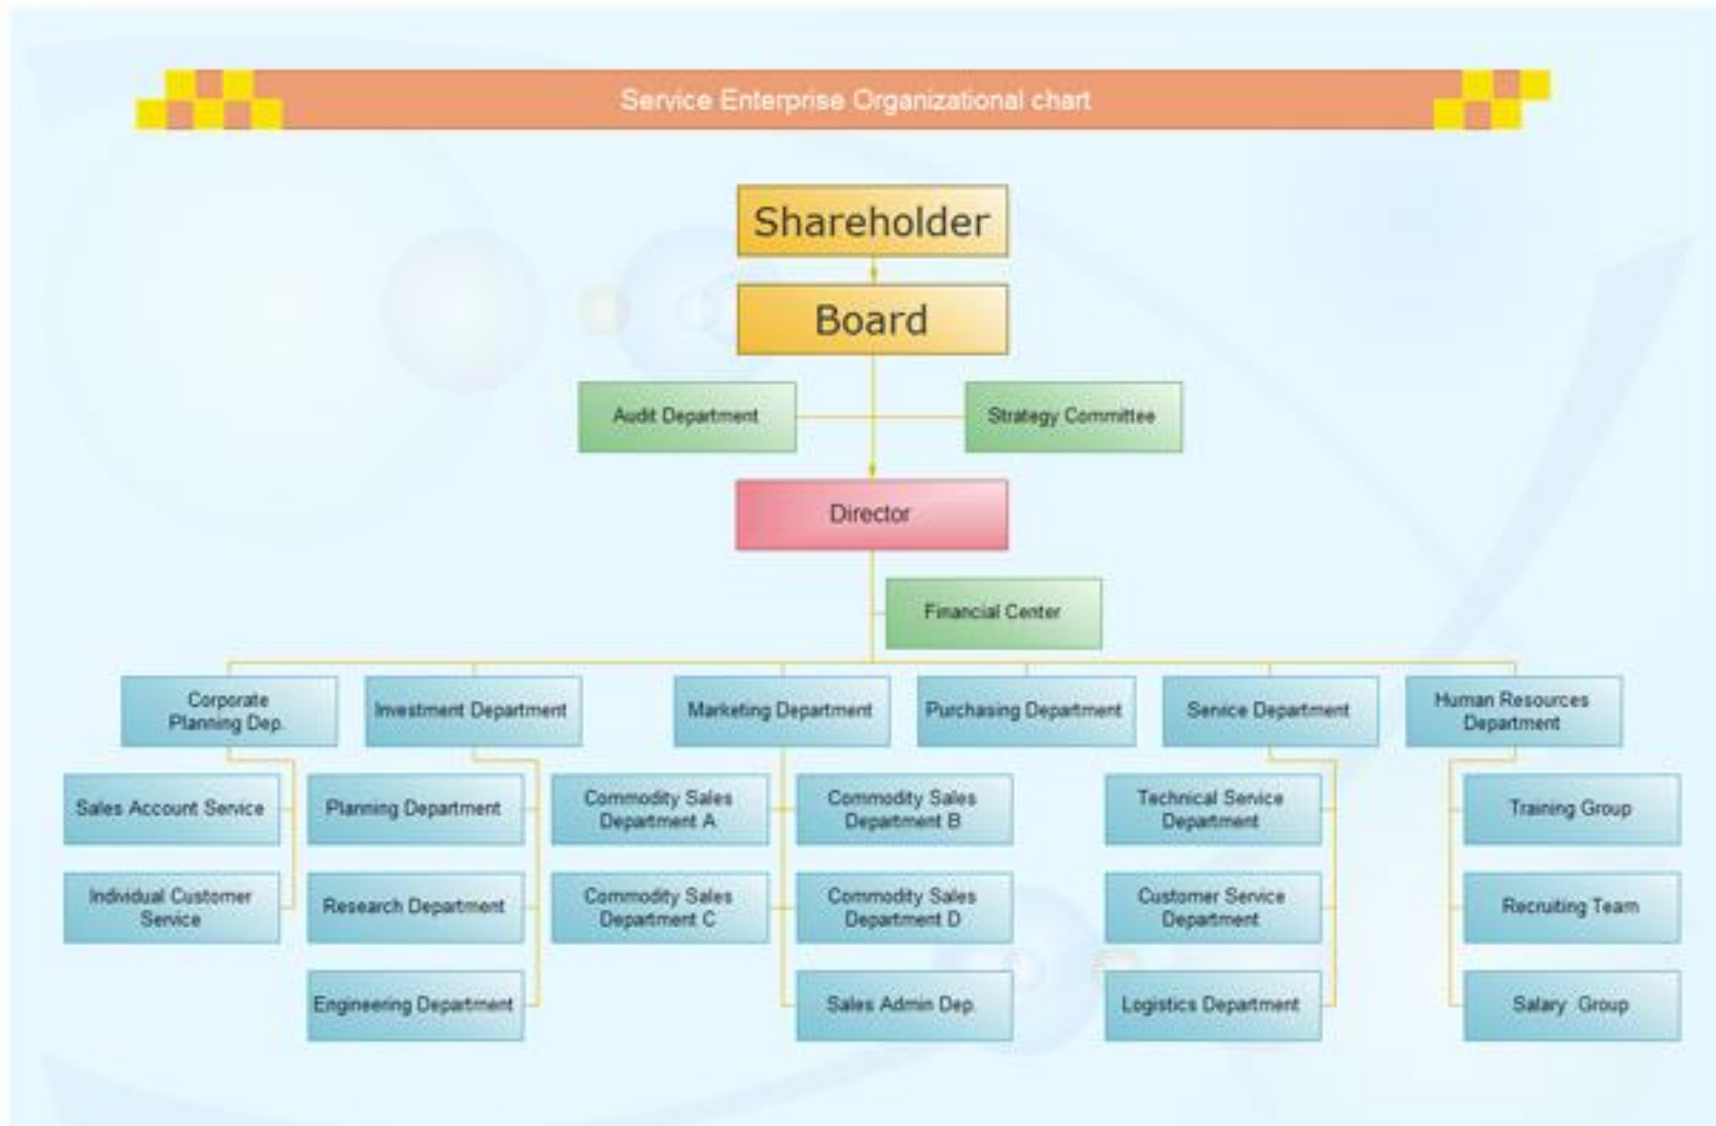 Service Enterprise Organizational chart
Shareholder
Board
Audit Department
Strategy Committee
Director
Financial Center
Corporate
Planning Dep.
Investment Department
Marketing Department
Purchasing Department
Service Department
Human Resources
Department
Sales Account Service
Planning Department
Commodity Sales
Department A
Commodity Sales
Department B
Technical Service
Department
Training Group
Individual Customer
Service
Research Department
Commodity Sales
Department C
Commodity Sales
Department D
Customer Service
Department
Recruiting Team
Engineering Department
Sales Admin Dep.
Logistics Department
Salary Group